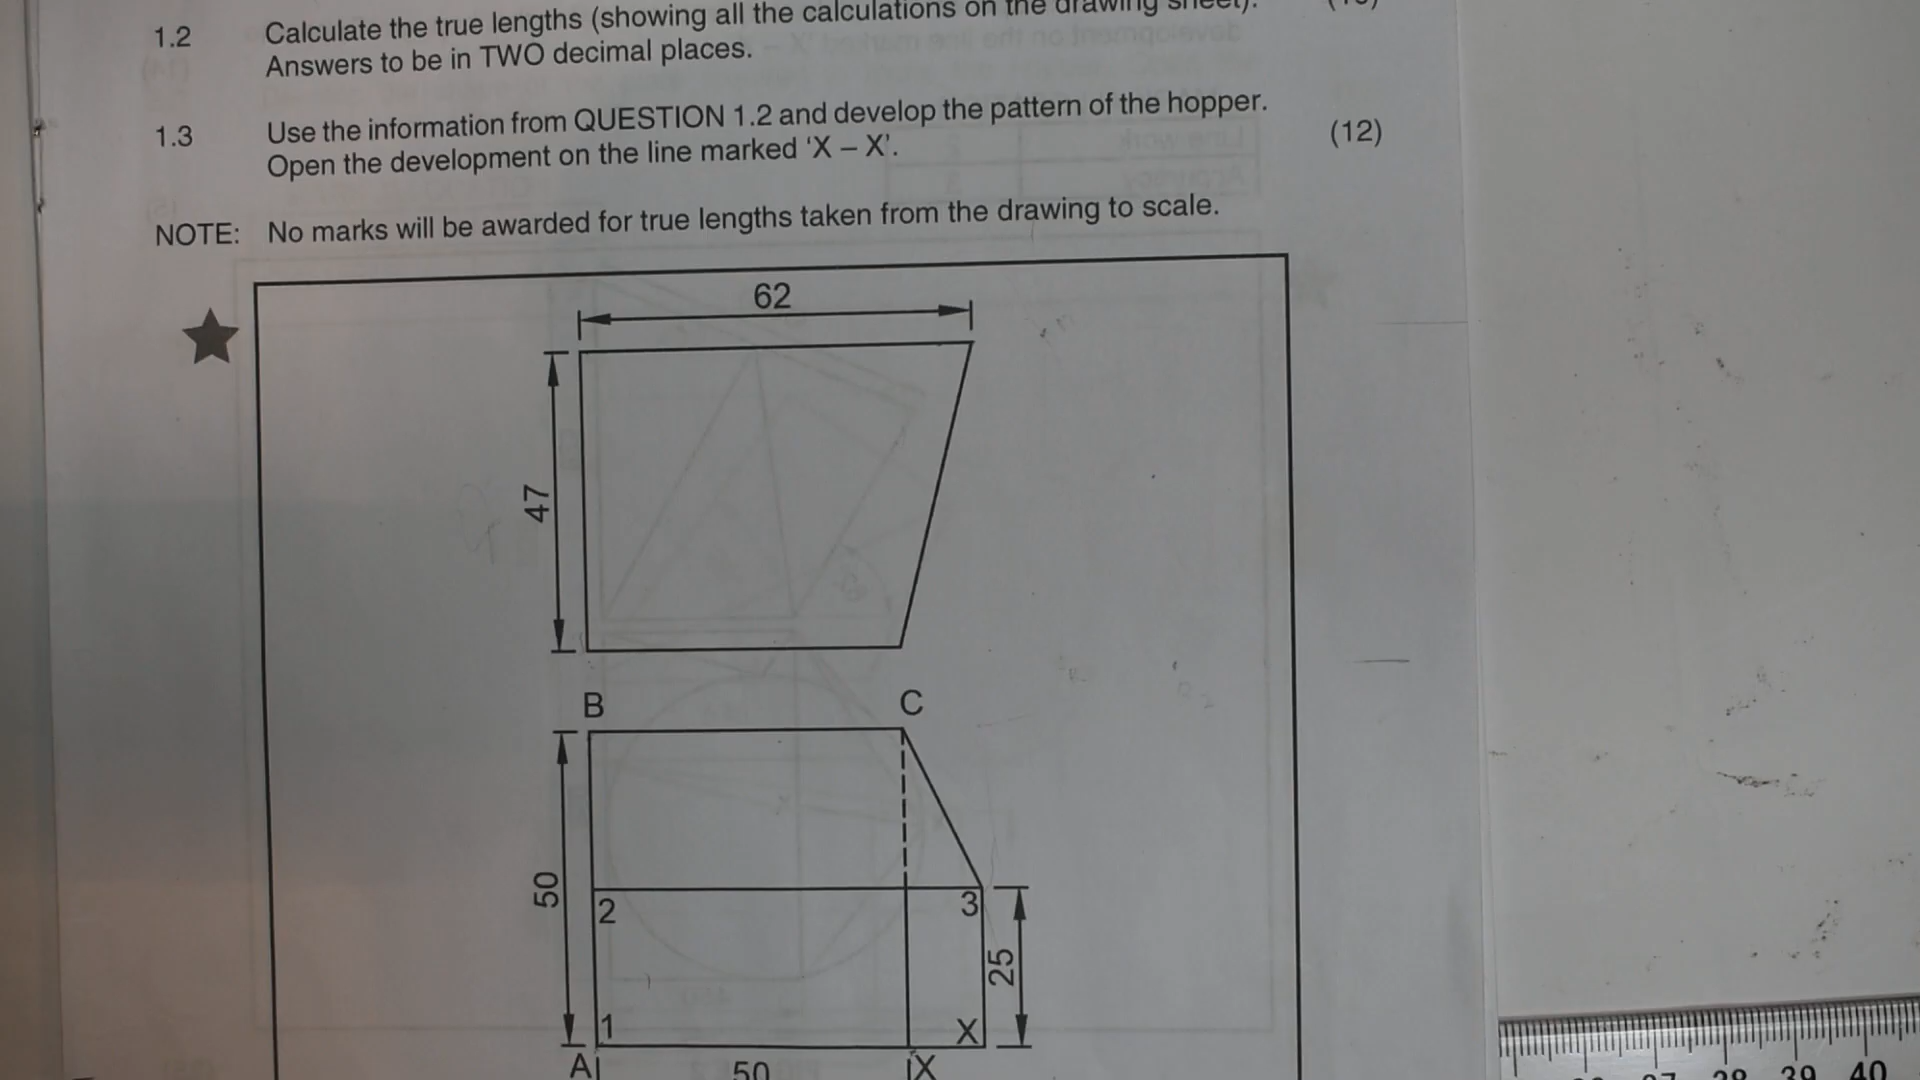 1.2 Calculate the true lengths (showing all the calculations on the drawing sheet).
Answers to be in TWO decimal places.
1.3 Use the information from QUESTION 1.2 and develop the pattern of the hopper.
Open the development on the line marked ‘X – X’. (12)
NOTE: No marks will be awarded for true lengths taken from the drawing to scale.
62
47
B C
50
2 3
25
1 X
A 50 X
38 39 40